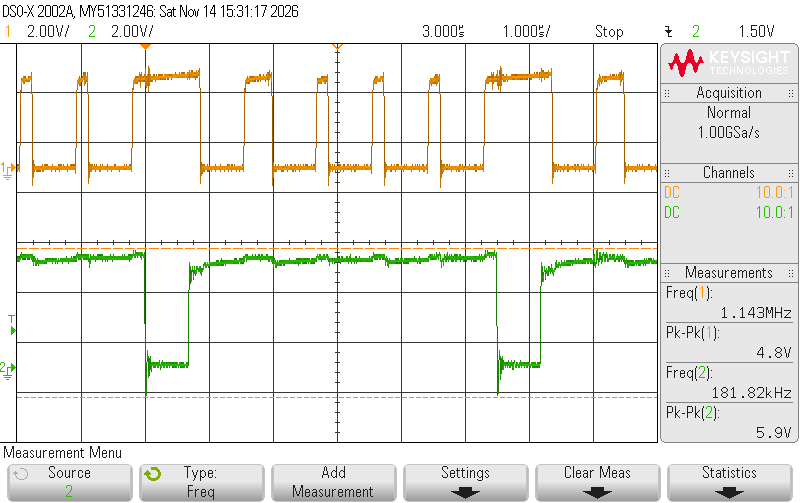 DSO-X 2002A, MY51331246: Sat Nov 14 15:31:17 2026
1 2.00V/ 2 2.00V/ 3.000s 1.000s/ Stop 2 1.50V
KEYSIGHT
TECHNOLOGIES
Acquisition
Normal
1.00GSa/s
Channels
DC 10.0:1
DC 10.0:1
Measurements
Freq(1):
1.143MHz
Pk-Pk(1):
4.8V
Freq(2):
181.82kHz
Pk-Pk(2):
5.9V
1
T
2
Measurement Menu
Source
2
Type:
Freq
Add
Measurement
Settings
Clear Meas
Statistics